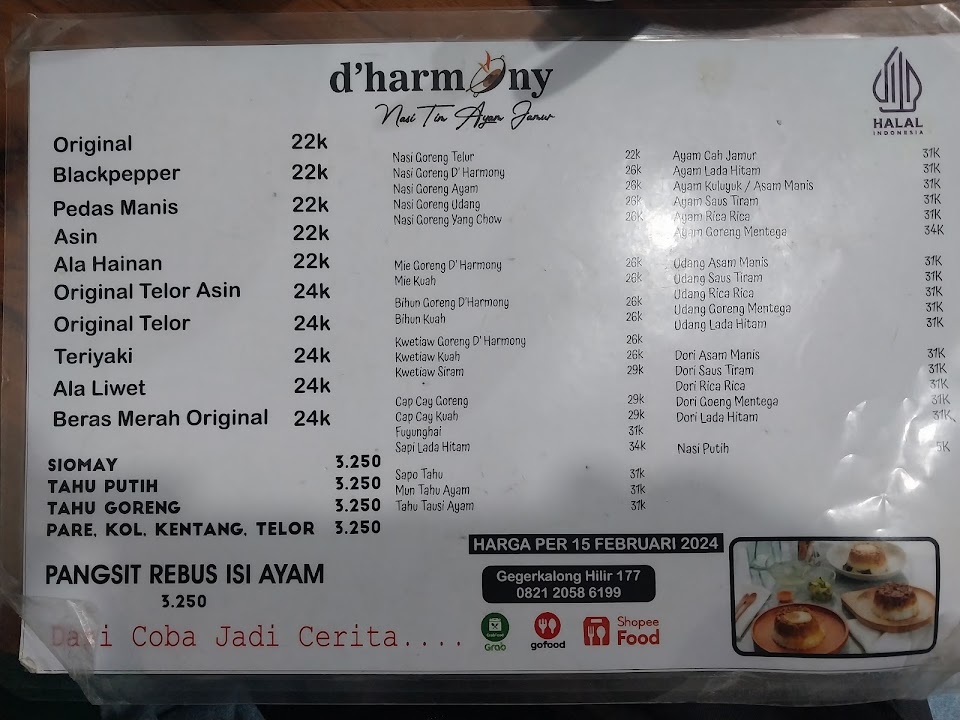 d'harmony
Nasi Tim Ayam Jamur
HALAL
INDONESIA
Original 22k
Blackpepper 22k
Pedas Manis 22k
Asin 22k
Ala Hainan 22k
Original Telor Asin 24k
Original Telor 24k
Teriyaki 24k
Ala Liwet 24k
Beras Merah Original 24k
SIOMAY 3.250
TAHU PUTIH 3.250
TAHU GORENG 3.250
PARE, KOL, KENTANG, TELOR 3.250
PANGSIT REBUS ISI AYAM
3.250
Dari Coba Jadi Cerita....
Nasi Goreng Telur 22k
Nasi Goreng D'Harmony 26k
Nasi Goreng Ayam 26k
Nasi Goreng Udang 26k
Nasi Goreng Yang Chow 26k
Mie Goreng D'Harmony 26k
Mie Kuah 26k
Bihun Goreng D'Harmony 26k
Bihun Kuah 26k
Kwetiaw Goreng D'Harmony 26k
Kwetiaw Kuah 26k
Kwetiaw Siram 29k
Cap Cay Goreng 29k
Cap Cay Kuah 29k
Fuyunghai 31k
Sapi Lada Hitam 34k
Sapo Tahu 31k
Mun Tahu Ayam 31k
Tahu Tausi Ayam 31k
Ayam Cah Jamur 31K
Ayam Lada Hitam 31K
Ayam Kuluyuk / Asam Manis 31K
Ayam Saus Tiram 31K
Ayam Rica Rica 31K
Ayam Goreng Mentega 34K
Udang Asam Manis 31K
Udang Saus Tiram 31K
Udang Rica Rica 31K
Udang Goreng Mentega 31K
Udang Lada Hitam 31K
Dori Asam Manis 31K
Dori Saus Tiram 31K
Dori Rica Rica 31K
Dori Goeng Mentega 31K
Dori Lada Hitam 31K
Nasi Putih
HARGA PER 15 FEBRUARI 2024
Gegerkalong Hilir 177
0821 2058 6199
GrabFood
Grab
gofood
Shopee
Food